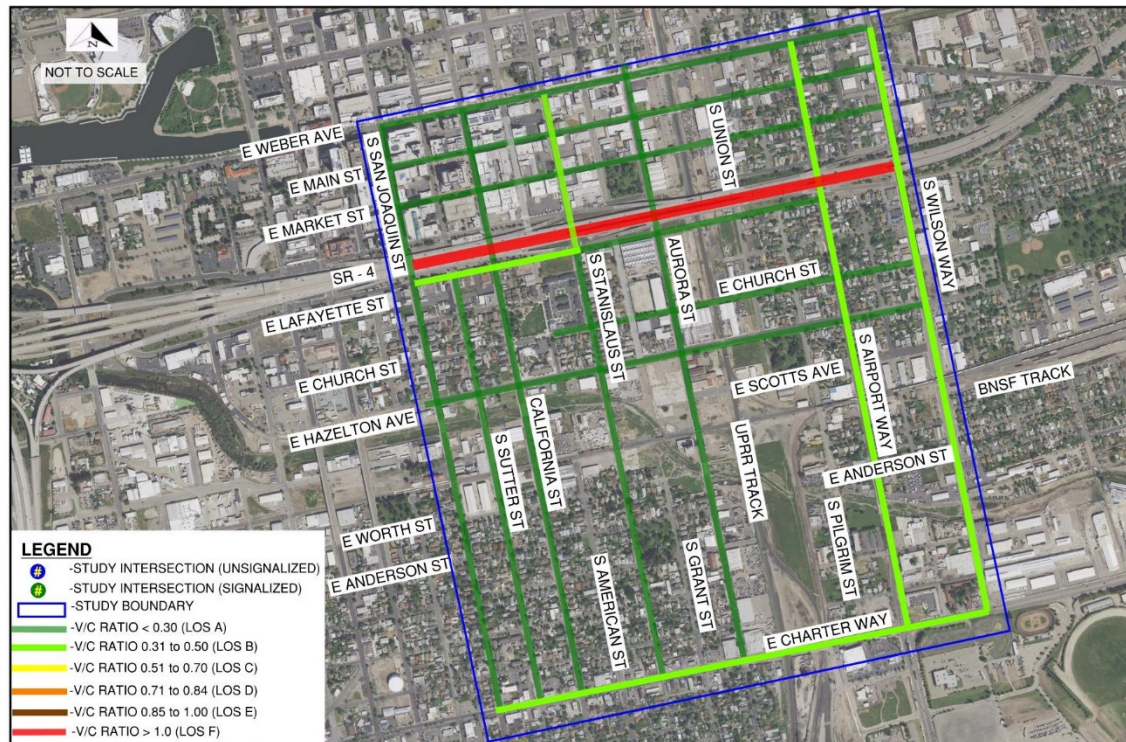 N
NOT TO SCALE
E WEBER AVE
S SAN JOAQUIN ST
E MAIN ST
E MARKET ST
SR - 4
E LAFAYETTE ST
E CHURCH ST
E HAZELTON AVE
E WORTH ST
E ANDERSON ST
S UNION ST
S WILSON WAY
S STANISLAUS ST
AURORA ST
E CHURCH ST
CALIFORNIA ST
S SUTTER ST
E SCOTTS AVE
S AIRPORT WAY
BNSF TRACK
UPRR TRACK
E ANDERSON ST
S PILGRIM ST
S AMERICAN ST
S GRANT ST
E CHARTER WAY
LEGEND
# -STUDY INTERSECTION (UNSIGNALIZED)
# -STUDY INTERSECTION (SIGNALIZED)
-STUDY BOUNDARY
-V/C RATIO < 0.30 (LOS A)
-V/C RATIO 0.31 to 0.50 (LOS B)
-V/C RATIO 0.51 to 0.70 (LOS C)
-V/C RATIO 0.71 to 0.84 (LOS D)
-V/C RATIO 0.85 to 1.00 (LOS E)
-V/C RATIO > 1.0 (LOS F)